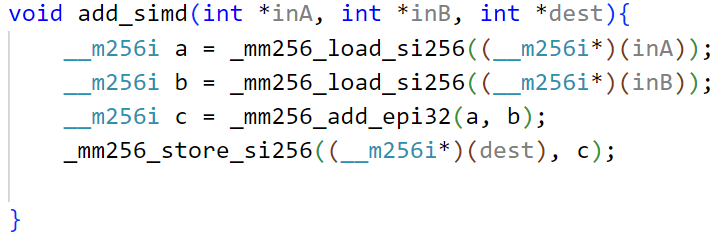 void add_simd(int *inA, int *inB, int *dest){
    __m256i a = _mm256_load_si256((__m256i*)(inA));
    __m256i b = _mm256_load_si256((__m256i*)(inB));
    __m256i c = _mm256_add_epi32(a, b);
    _mm256_store_si256((__m256i*)(dest), c);
}